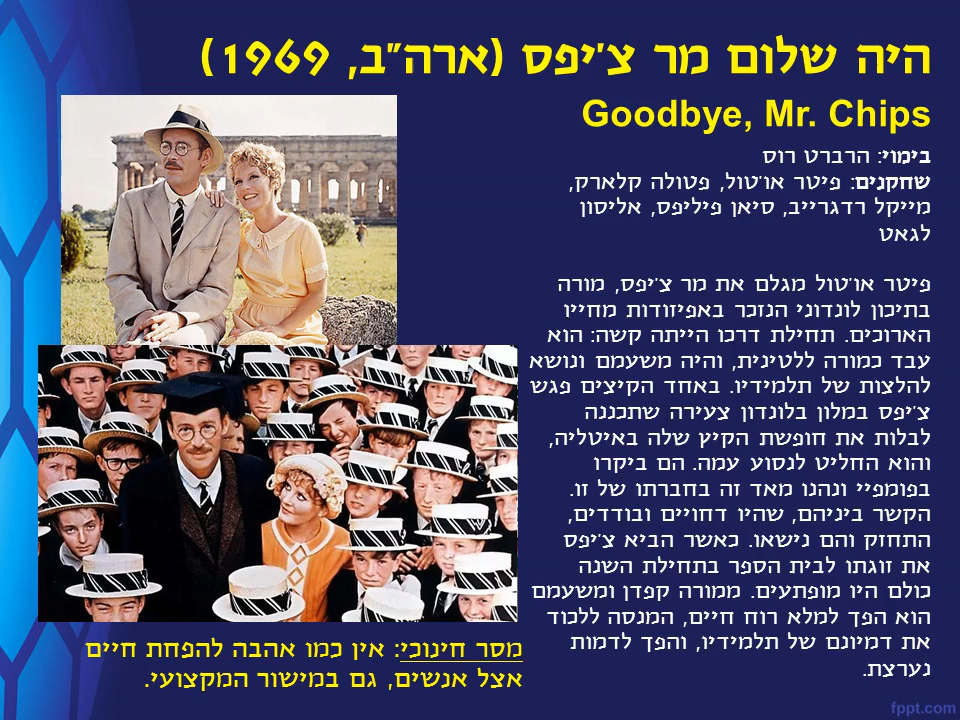 היה שלום מר צ'יפס (ארה"ב, 1969)
Goodbye, Mr. Chips
בימוי: הרברט רוס
שחקנים: פיטר או'טול, פטולה קלארק,
מייקל רדגרייב, סיאן פיליפס, אליסון
לגאט
פיטר או'טול מגלם את מר צ'יפס, מורה
בתיכון לונדוני הנזכר באפיזודות מחייו
הארוכים. תחילת דרכו הייתה קשה: הוא
עבד כמורה ללטינית, והיה משעמם ונושא
להלצות של תלמידיו. באחד הקיצים פגש
צ'יפס במלון בלונדון צעירה שתכננה
לבלות את חופשת הקיץ שלה באיטליה,
והוא החליט לנסוע עמה. הם ביקרו
בפומפיי ונהנו מאד זה בחברתו של זו.
הקשר ביניהם, שהיו דחויים ובודדים,
התחזק והם נישאו. כאשר הביא צ'יפס
את זוגתו לבית הספר בתחילת השנה
כולם היו מופתעים. ממורה קפדן ומשעמם
הוא הפך למלא רוח חיים, המנסה ללכוד
את דמיונם של תלמידיו, והפך לדמות
נערצת.
מסר חינוכי: אין כמו אהבה להפחת חיים
אצל אנשים, גם במישור המקצועי.
fppt.com